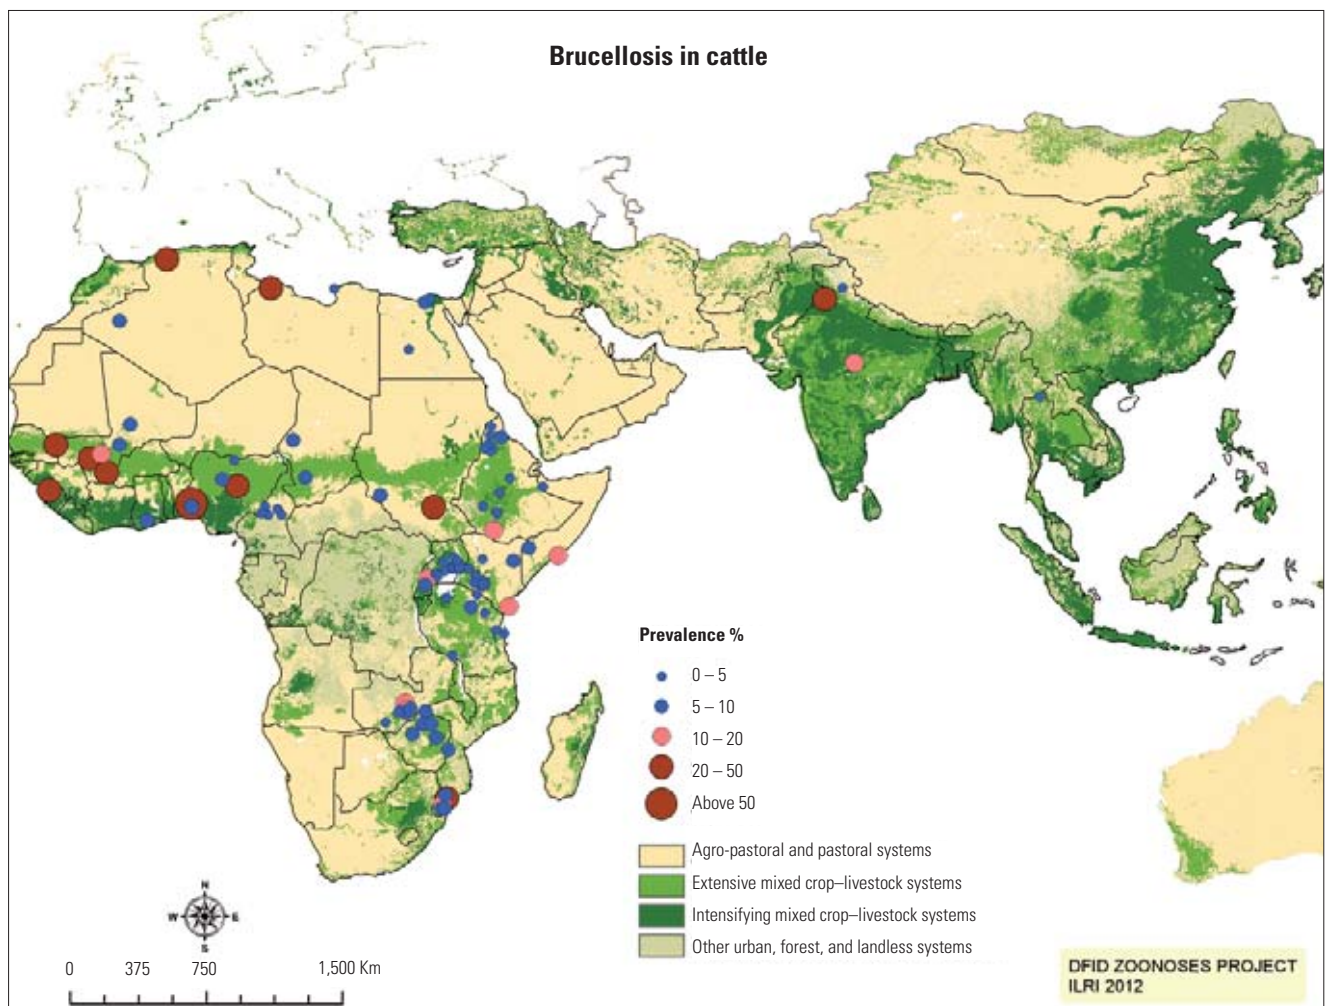 Brucellosis in cattle
Prevalence %
0 – 5
5 – 10
10 – 20
20 – 50
Above 50
Agro-pastoral and pastoral systems
Extensive mixed crop–livestock systems
Intensifying mixed crop–livestock systems
Other urban, forest, and landless systems
N
W E
S
0 375 750 1,500 Km
DFID ZOONOSES PROJECT
ILRI 2012